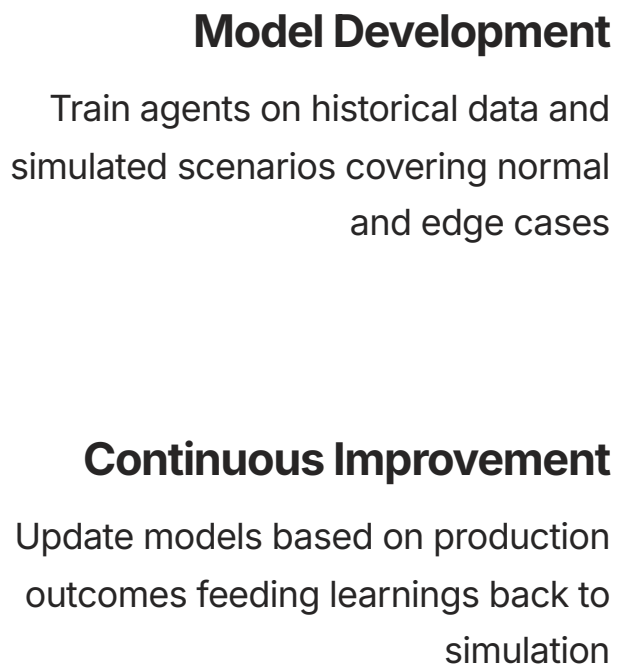 Model Development
Train agents on historical data and
simulated scenarios covering normal
and edge cases
Continuous Improvement
Update models based on production
outcomes feeding learnings back to
simulation